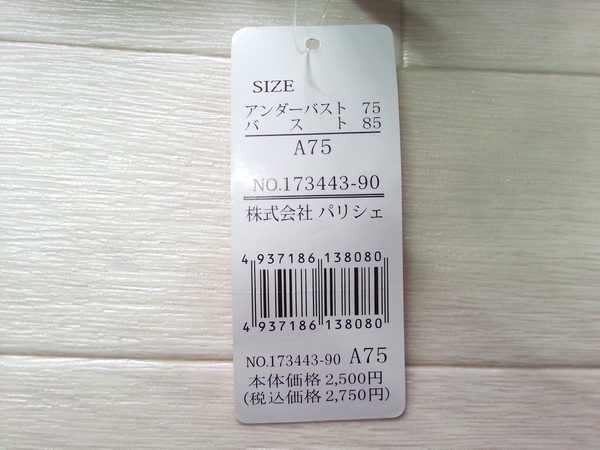 SIZE
アンダーバスト 75
バスト 85
A75
NO.173443-90
株式会社 パリシェ
4 937186 138080
4 937186 138080
NO.173443-90 A75
本体価格2,500円
(税込価格2,750円)